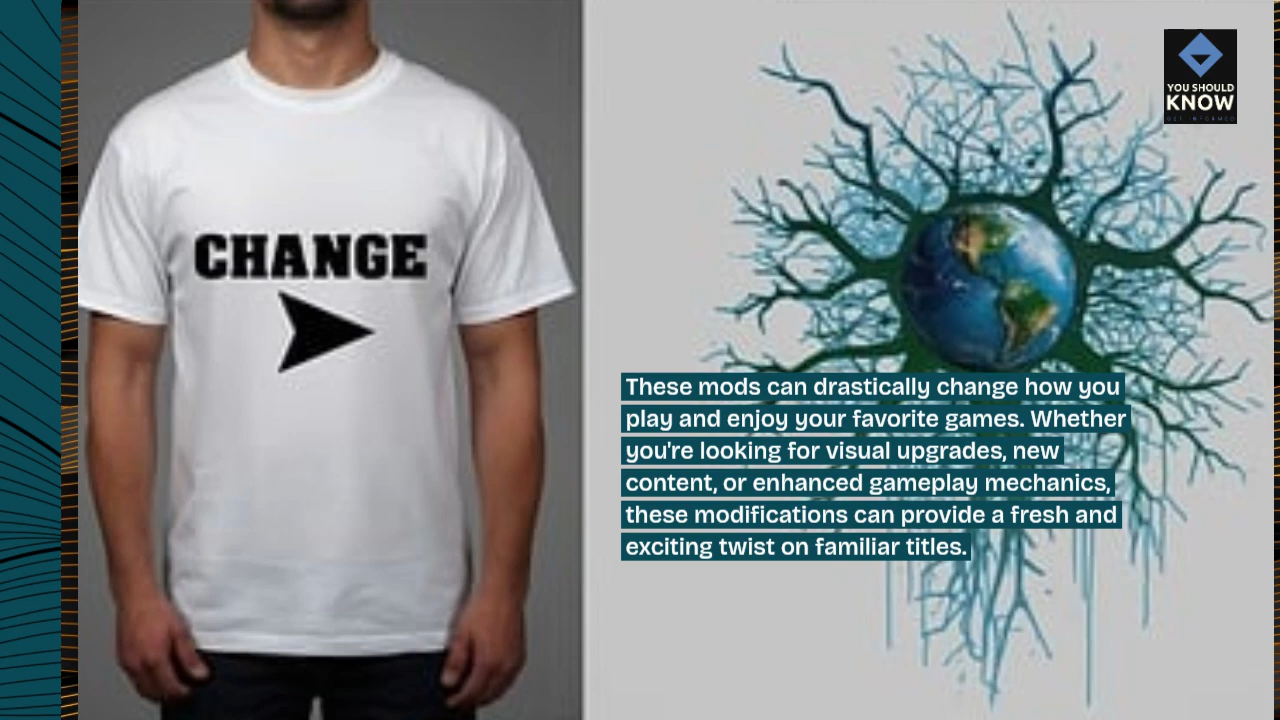 CHANGE
YOU SHOULD
KNOW
GET INFORMED
These mods can drastically change how you
play and enjoy your favorite games. Whether
you're looking for visual upgrades, new
content, or enhanced gameplay mechanics,
these modifications can provide a fresh and
exciting twist on familiar titles.